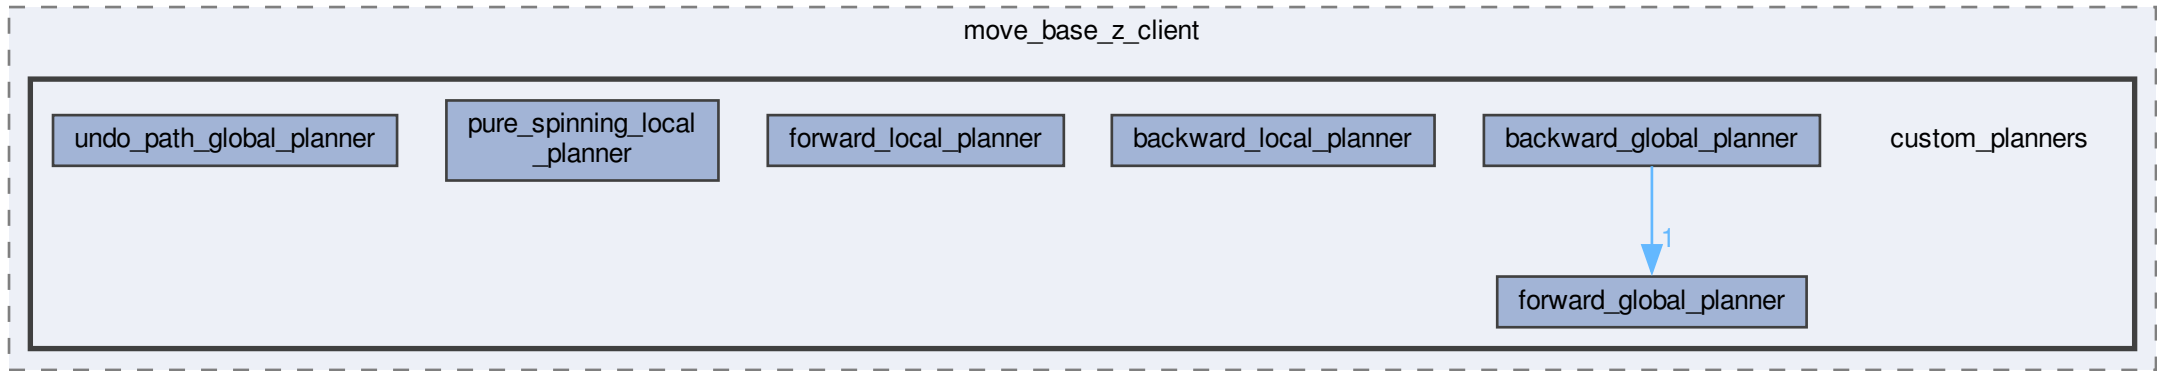 move_base_z_client
undo_path_global_planner
pure_spinning_local
_planner
forward_local_planner
backward_local_planner
backward_global_planner
custom_planners
1
forward_global_planner